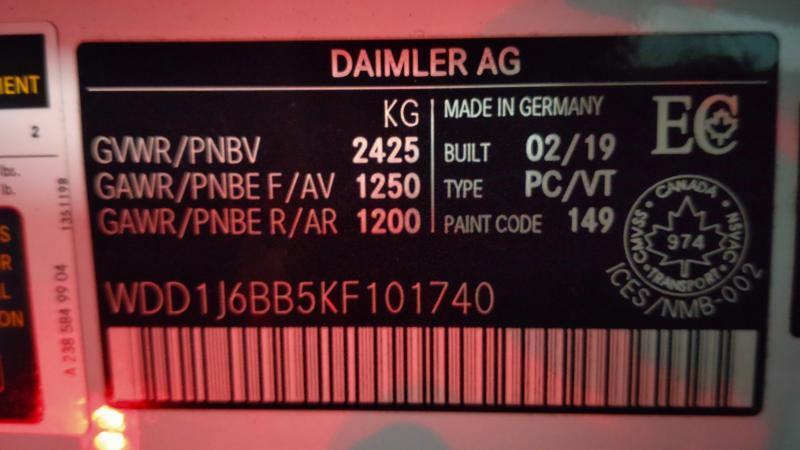 DAIMLER AG
KG
GVWR/PNBV 2425
GAWR/PNBE F/AV 1250
GAWR/PNBE R/AR 1200
MADE IN GERMANY
BUILT 02/19
TYPE PC/VT
PAINT CODE 149
EC
CANADA
CMVSS NSVAC
974
TRANSPORT
ICES/NMB-002
WDD1J6BB5KF101740
1351198
A 238 584 99 04
2
lbc.
lb.